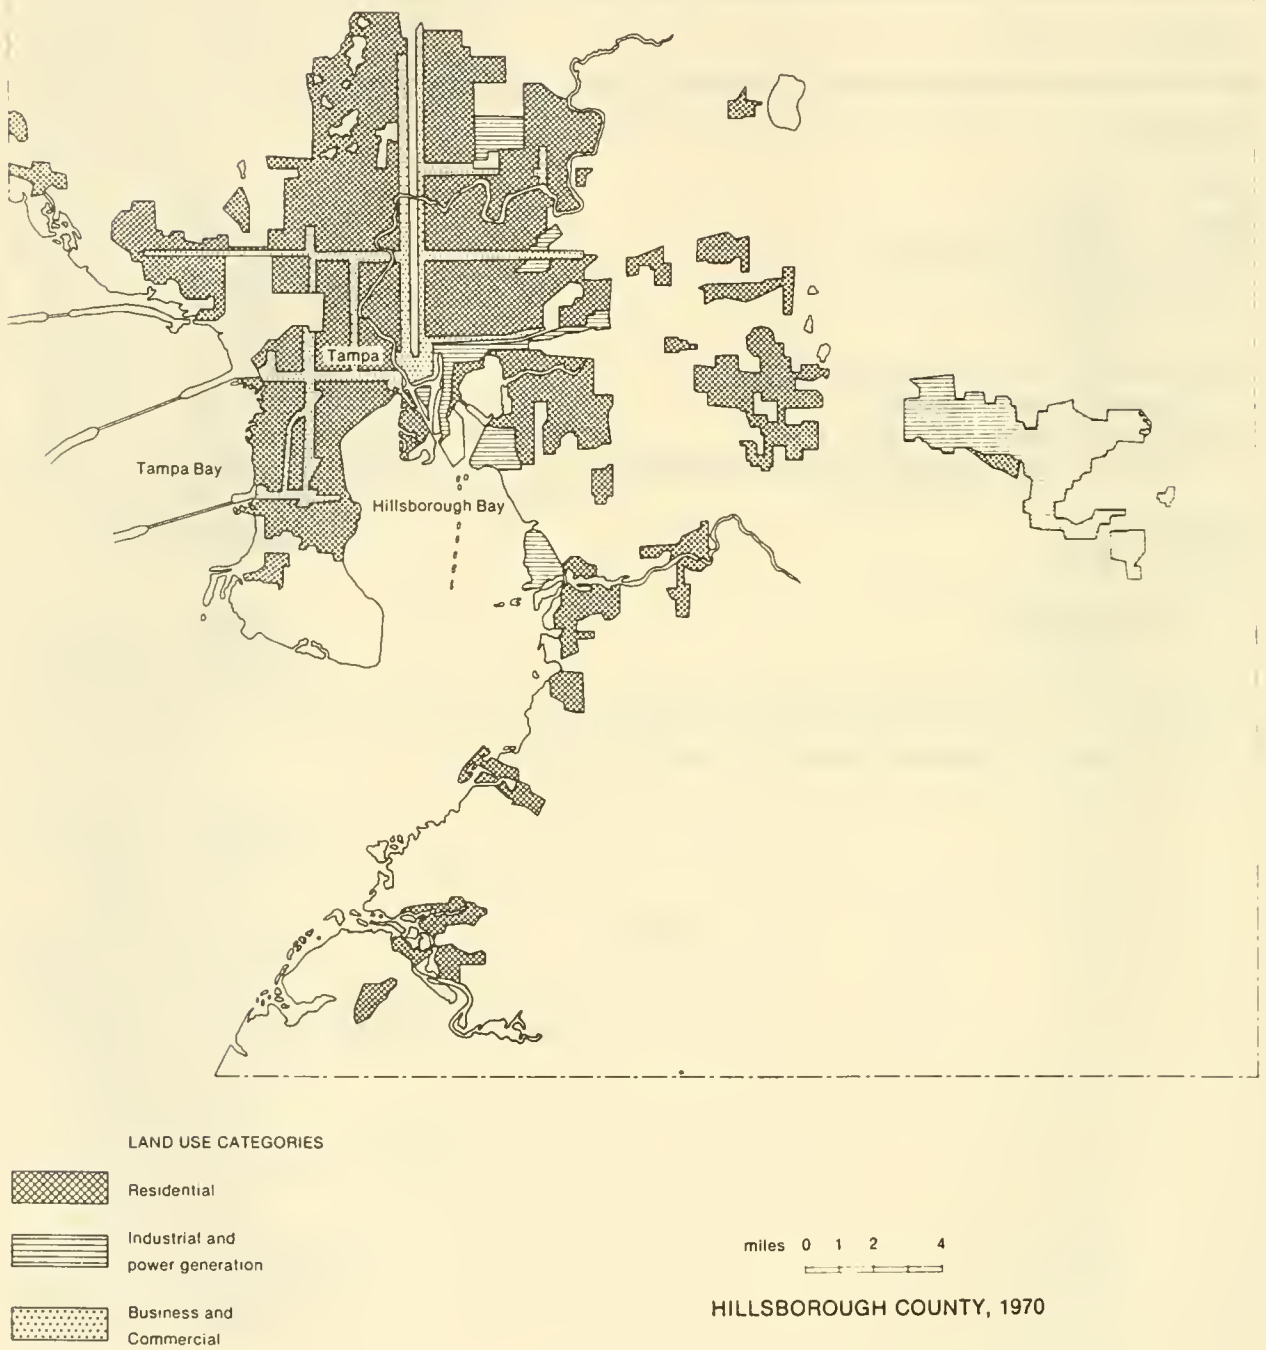 Tampa
Tampa Bay
Hillsborough Bay
LAND USE CATEGORIES
Residential
Industrial and
power generation
Business and
Commercial
miles 0 1 2 4
HILLSBOROUGH COUNTY, 1970